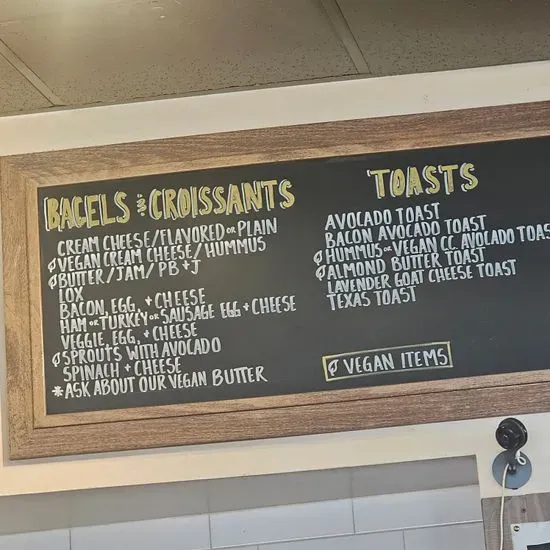 BAGELS & CROISSANTS
CREAM CHEESE/FLAVORED OR PLAIN
VEGAN CREAM CHEESE/HUMMUS
BUTTER/JAM/PB+J
LOX
BACON, EGG, + CHEESE
HAM OR TURKEY OR SAUSAGE EGG + CHEESE
VEGGIE, EGG, + CHEESE
SPROUTS WITH AVOCADO
SPINACH + CHEESE
*ASK ABOUT OUR VEGAN BUTTER
TOASTS
AVOCADO TOAST
BACON AVOCADO TOAST
HUMMUS OR VEGAN CC AVOCADO TOAS
ALMOND BUTTER TOAST
LAVENDER GOAT CHEESE TOAST
TEXAS TOAST
VEGAN ITEMS